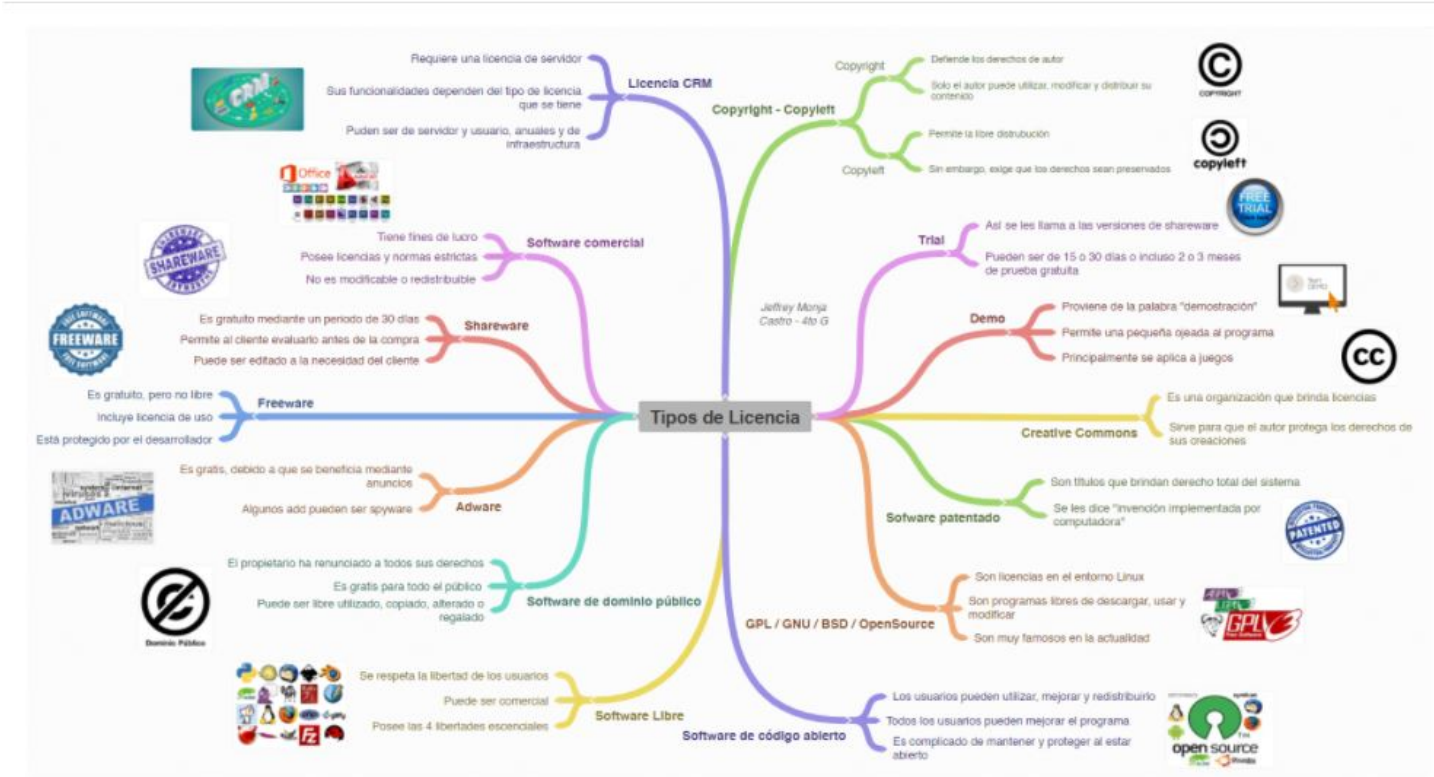 Tipos de Licencia
Jeffrey Monja
Castro - 4to G
Licencia CRM
Requiere una licencia de servidor
Sus funcionalidades dependen del tipo de licencia
que se tiene
Puden ser de servidor y usuario, anuales y de
infraestructura
CRM
Software comercial
Tiene fines de lucro
Posee licencias y normas estrictas
No es modificable o redistribuible
Office
Shareware
Es gratuito mediante un periodo de 30 días
Permite al cliente evaluarlo antes de la compra
Puede ser editado a la necesidad del cliente
SHAREWARE
SHAREWARE
Freeware
Es gratuito, pero no libre
Incluye licencia de uso
Está protegido por el desarrollador
FREE SOFTWARE
FREEWARE
FREE SOFTWARE
Adware
Es gratis, debido a que se beneficia mediante
anuncios
Algunos add pueden ser spyware
ADWARE
Software de dominio público
El propietario ha renunciado a todos sus derechos
Es gratis para todo el público
Puede ser libre utilizado, copiado, alterado o
regalado
Dominio Público
Software Libre
Se respeta la libertad de los usuarios
Puede ser comercial
Posee las 4 libertades escenciales
Fz
Copyright - Copyleft
Copyright
Defiende los derechos de autor
Solo el autor puede utilizar, modificar y distribuir su
contenido
Copyleft
Permite la libre distrubución
Sin embargo, exige que los derechos sean preservados
COPYRIGHT
copyleft
Trial
Así se les llama a las versiones de shareware
Pueden ser de 15 o 30 días o incluso 2 o 3 meses
de prueba gratuita
FREE
TRIAL
Demo
Proviene de la palabra "demostración"
Permite una pequeña ojeada al programa
Principalmente se aplica a juegos
Creative Commons
Es una organización que brinda licencias
Sirve para que el autor protega los derechos de
sus creaciones
cc
Sofware patentado
Son títulos que brindan derecho total del sistema
Se les dice "invención implementada por
computadora"
PATENTED
GPL / GNU / BSD / OpenSource
Son licencias en el entorno Linux
Son programas libres de descargar, usar y
modificar
Son muy famosos en la actualidad
GPLV3
Software de código abierto
Los usuarios pueden utilizar, mejorar y redistribuirlo
Todos los usuarios pueden mejorar el programa
Es complicado de mantener y proteger al estar
abierto
open source